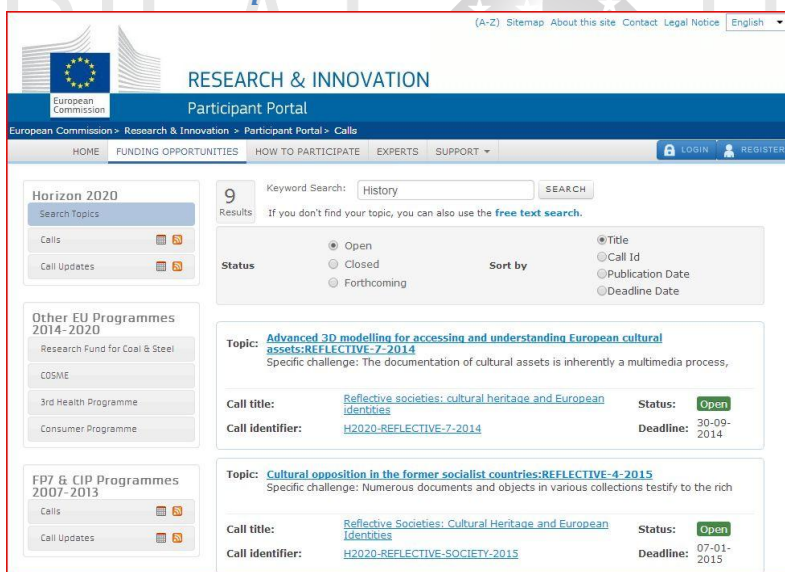 (A-Z) Sitemap About this site Contact Legal Notice English
RESEARCH & INNOVATION
European
Commission
Participant Portal
European Commission > Research & Innovation > Participant Portal > Calls
HOME FUNDING OPPORTUNITIES HOW TO PARTICIPATE EXPERTS SUPPORT LOGIN REGISTER
Horizon 2020
Search Topics
Calls
Call Updates
Other EU Programmes
2014-2020
Research Fund for Coal & Steel
COSME
3rd Health Programme
Consumer Programme
FP7 & CIP Programmes
2007-2013
Calls
Call Updates
9
Results
Keyword Search: History SEARCH
If you don't find your topic, you can also use the free text search.
Status
Open
Closed
Forthcoming
Sort by
Title
Call Id
Publication Date
Deadline Date
Topic: Advanced 3D modelling for accessing and understanding European cultural
assets:REFLECTIVE-7-2014
Specific challenge: The documentation of cultural assets is inherently a multimedia process,
Call title: Reflective societies: cultural heritage and European
identities
Status: Open
Call identifier: H2020-REFLECTIVE-7-2014
Deadline: 30-09-
2014
Topic: Cultural opposition in the former socialist countries:REFLECTIVE-4-2015
Specific challenge: Numerous documents and objects in various collections testify to the rich
Call title: Reflective Societies: Cultural Heritage and European
Identities
Status: Open
Call identifier: H2020-REFLECTIVE-SOCIETY-2015
Deadline: 07-01-
2015